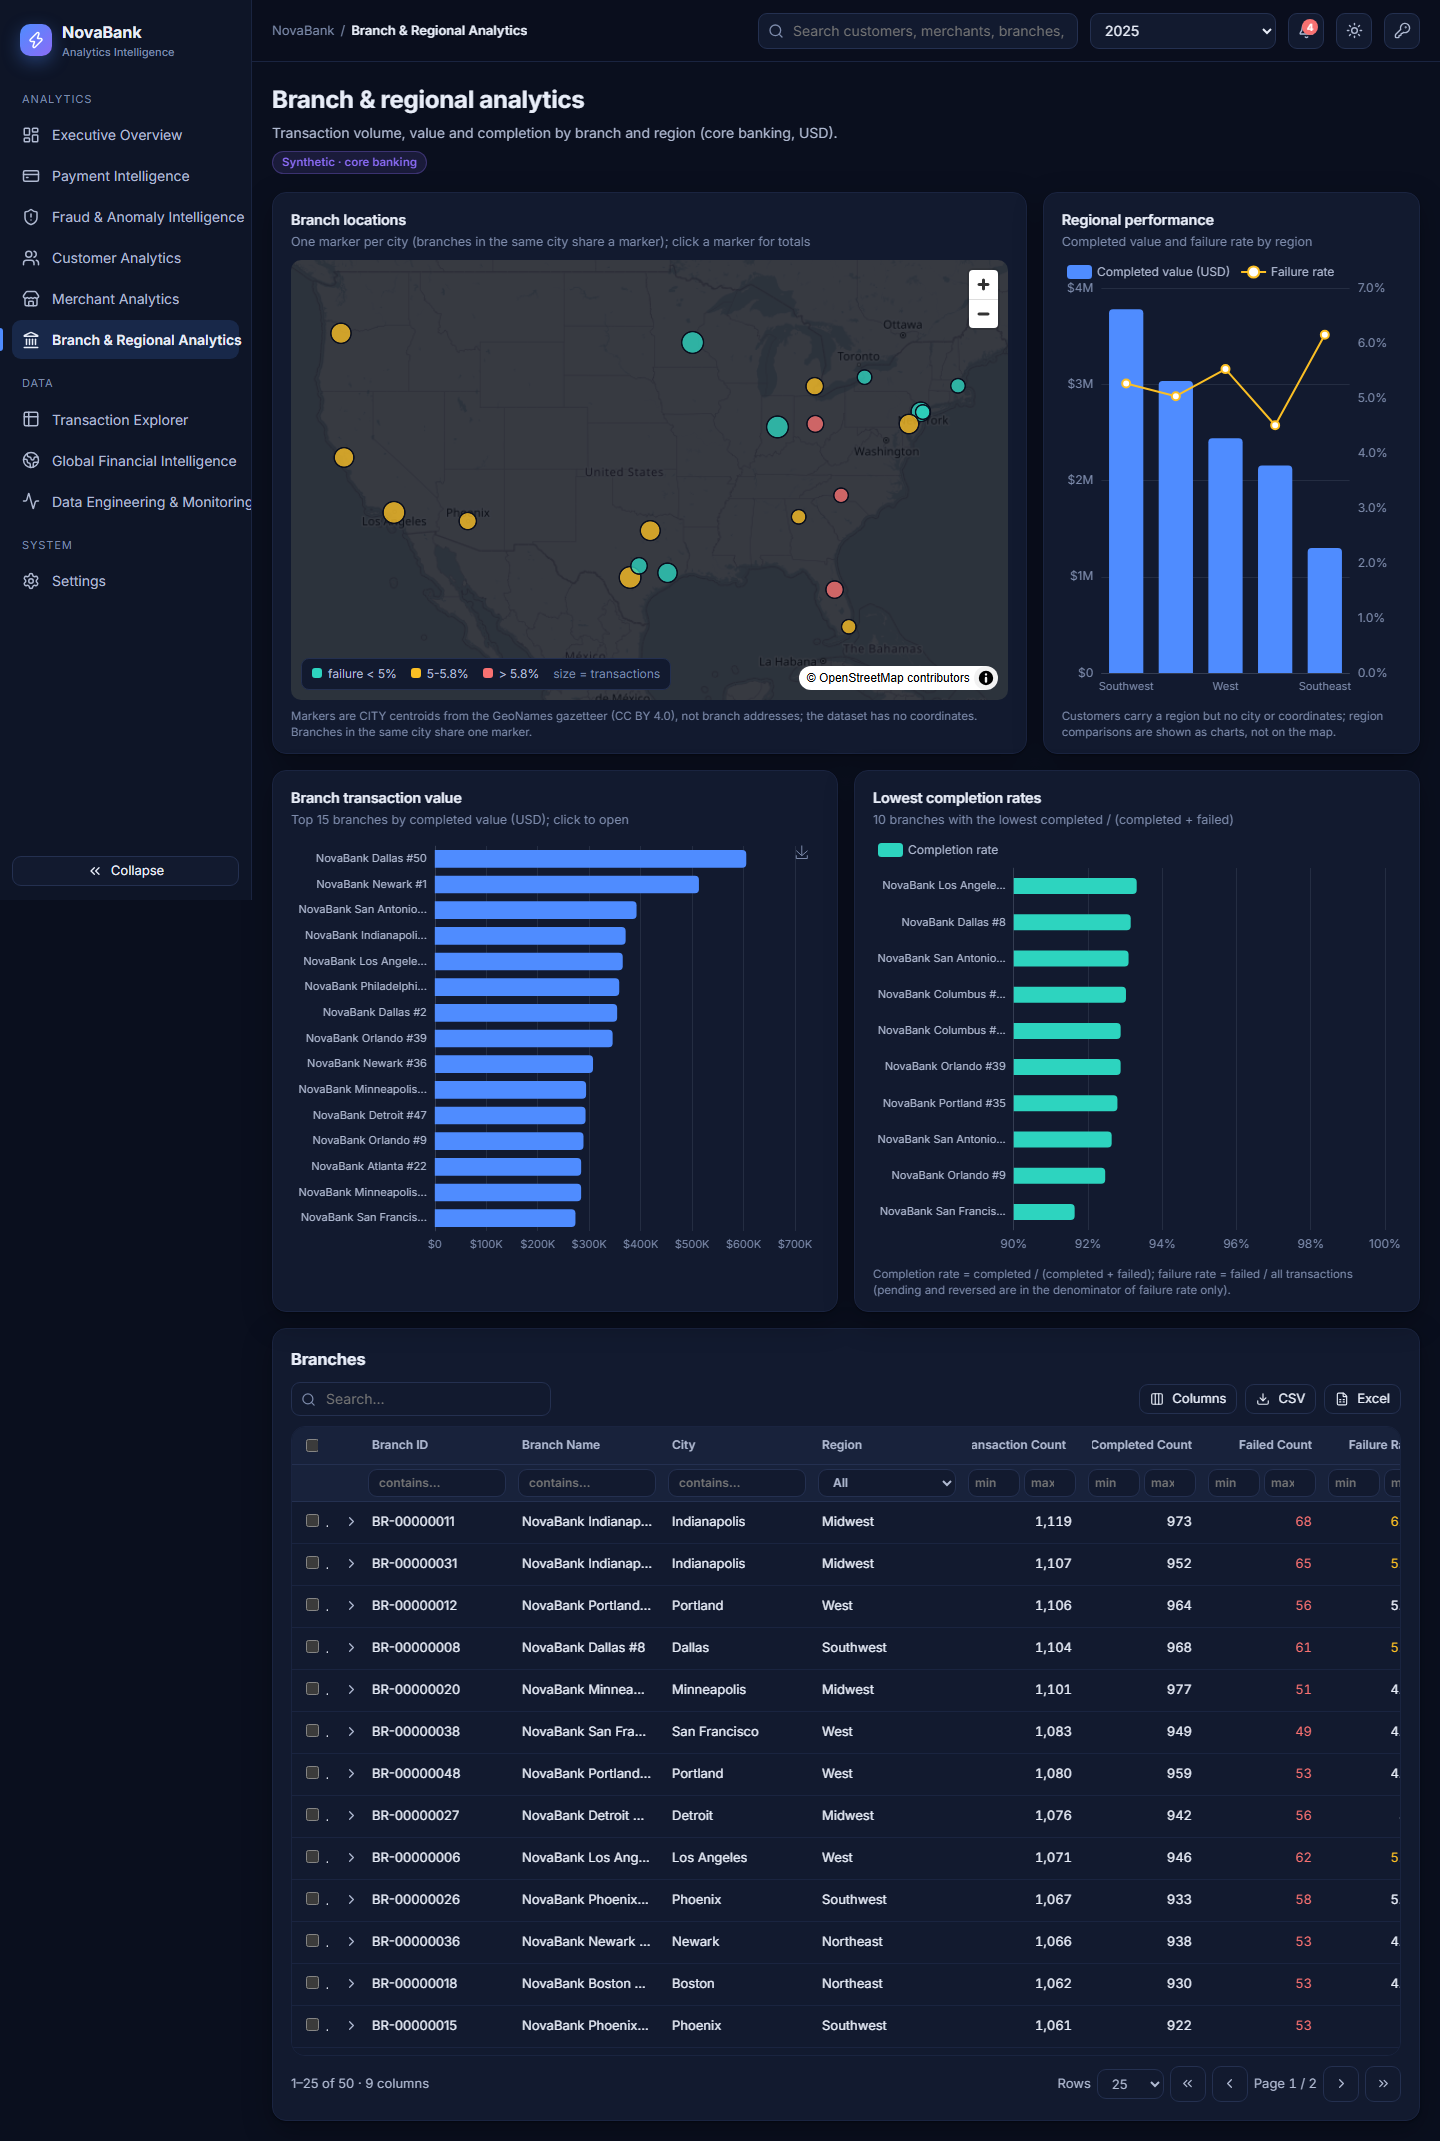 NovaBank
Analytics Intelligence
ANALYTICS
Executive Overview
Payment Intelligence
Fraud & Anomaly Intelligence
Customer Analytics
Merchant Analytics
Branch & Regional Analytics
DATA
Transaction Explorer
Global Financial Intelligence
Data Engineering & Monitoring
SYSTEM
Settings
Collapse
NovaBank / Branch & Regional Analytics
Search customers, merchants, branches,
2025
4
Branch & regional analytics
Transaction volume, value and completion by branch and region (core banking, USD).
Synthetic · core banking
Branch locations
One marker per city (branches in the same city share a marker); click a marker for totals
Ottawa
Toronto
York
Washington
United States
Los Angeles
Phoenix
México
La Habana
The Bahamas
de México
failure < 5%
5-5.8%
> 5.8%
size = transactions
© OpenStreetMap contributors
Markers are CITY centroids from the GeoNames gazetteer (CC BY 4.0), not branch addresses; the dataset has no coordinates.
Branches in the same city share one marker.
Regional performance
Completed value and failure rate by region
Completed value (USD)
Failure rate
$4M
$3M
$2M
$1M
$0
7.0%
6.0%
5.0%
4.0%
3.0%
2.0%
1.0%
0.0%
Southwest
West
Southeast
Customers carry a region but no city or coordinates; region
comparisons are shown as charts, not on the map.
Branch transaction value
Top 15 branches by completed value (USD); click to open
NovaBank Dallas #50
NovaBank Newark #1
NovaBank San Antonio...
NovaBank Indianapoli...
NovaBank Los Angele...
NovaBank Philadelphi...
NovaBank Dallas #2
NovaBank Orlando #39
NovaBank Newark #36
NovaBank Minneapolis...
NovaBank Detroit #47
NovaBank Orlando #9
NovaBank Atlanta #22
NovaBank Minneapolis...
NovaBank San Francis...
$0 $100K $200K $300K $400K $500K $600K $700K
Lowest completion rates
10 branches with the lowest completed / (completed + failed)
Completion rate
NovaBank Los Angele...
NovaBank Dallas #8
NovaBank San Antonio...
NovaBank Columbus #...
NovaBank Columbus #...
NovaBank Orlando #39
NovaBank Portland #35
NovaBank San Antonio...
NovaBank Orlando #9
NovaBank San Francis...
90% 92% 94% 96% 98% 100%
Completion rate = completed / (completed + failed); failure rate = failed / all transactions
(pending and reversed are in the denominator of failure rate only).
Branches
Search...
Columns
CSV
Excel
Branch ID Branch Name City Region ansaction Count Completed Count Failed Count Failure Ra
contains... contains... contains... All min max min max min max min m
BR-00000011 NovaBank Indianap... Indianapolis Midwest 1,119 973 68 6
BR-00000031 NovaBank Indianap... Indianapolis Midwest 1,107 952 65 5
BR-00000012 NovaBank Portland... Portland West 1,106 964 56 5
BR-00000008 NovaBank Dallas #8 Dallas Southwest 1,104 968 61 5
BR-00000020 NovaBank Minnea... Minneapolis Midwest 1,101 977 51 4
BR-00000038 NovaBank San Fra... San Francisco West 1,083 949 49 4
BR-00000048 NovaBank Portland... Portland West 1,080 959 53 4
BR-00000027 NovaBank Detroit ... Detroit Midwest 1,076 942 56
BR-00000006 NovaBank Los Ang... Los Angeles West 1,071 946 62 5
BR-00000026 NovaBank Phoenix... Phoenix Southwest 1,067 933 58 5
BR-00000036 NovaBank Newark ... Newark Northeast 1,066 938 53 4
BR-00000018 NovaBank Boston ... Boston Northeast 1,062 930 53 4
BR-00000015 NovaBank Phoenix... Phoenix Southwest 1,061 922 53
1–25 of 50 · 9 columns
Rows 25 Page 1 / 2